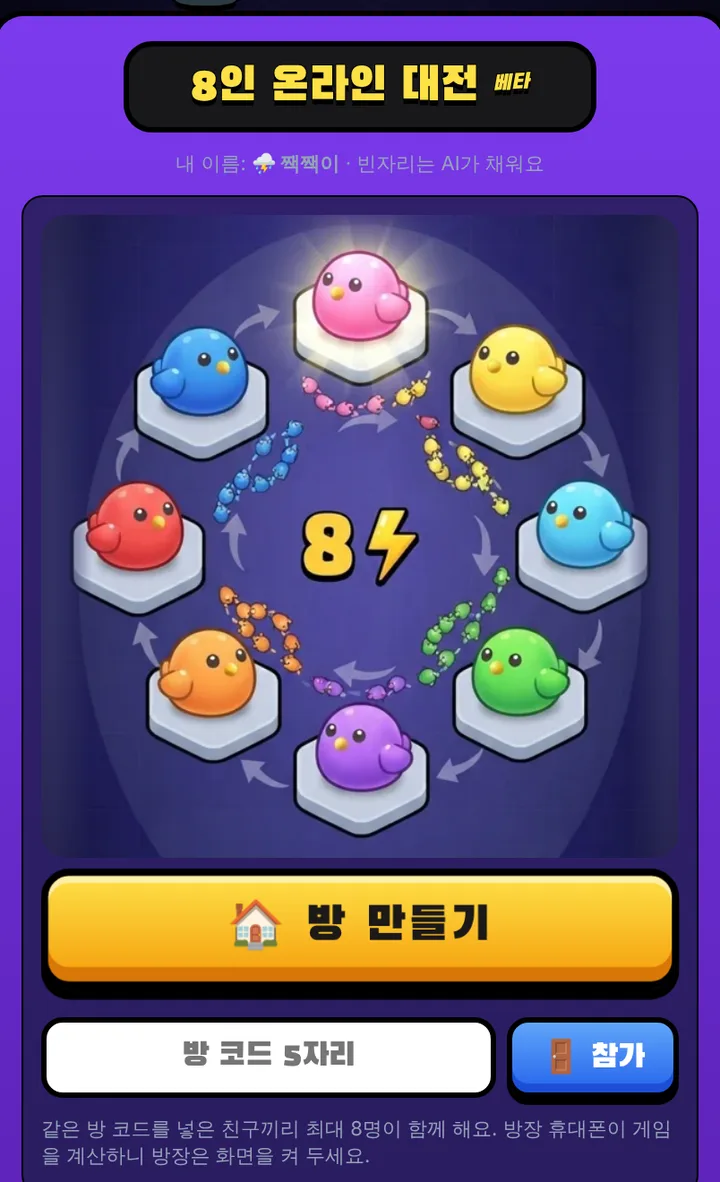 8인 온라인 대전 베타
내 이름: ⛈️ 짹짹이 · 빈자리는 AI가 채워요
8⚡
🏠 방 만들기
방 코드 5자리
🚪 참가
같은 방 코드를 넣은 친구끼리 최대 8명이 함께 해요. 방장 휴대폰이 게임
을 계산하니 방장은 화면을 켜 두세요.